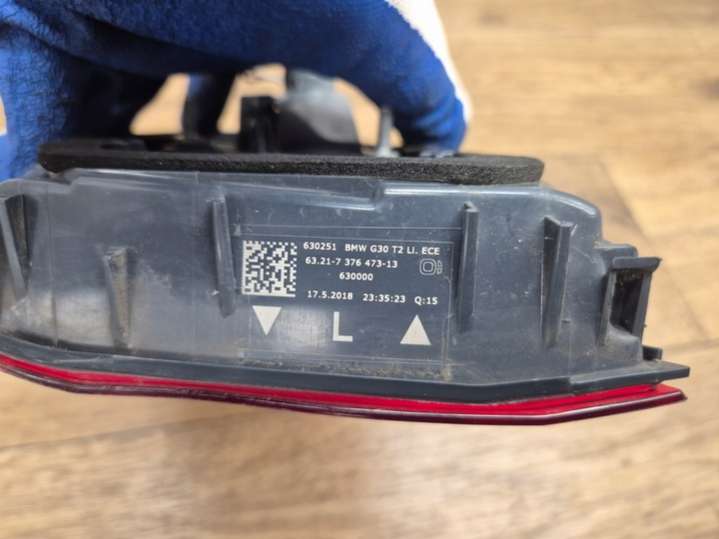 630251 BMW G30 T2 LI. ECE
63.21-7 376 473-13
630000
17.5.2018 23:35:23 Q:15
L